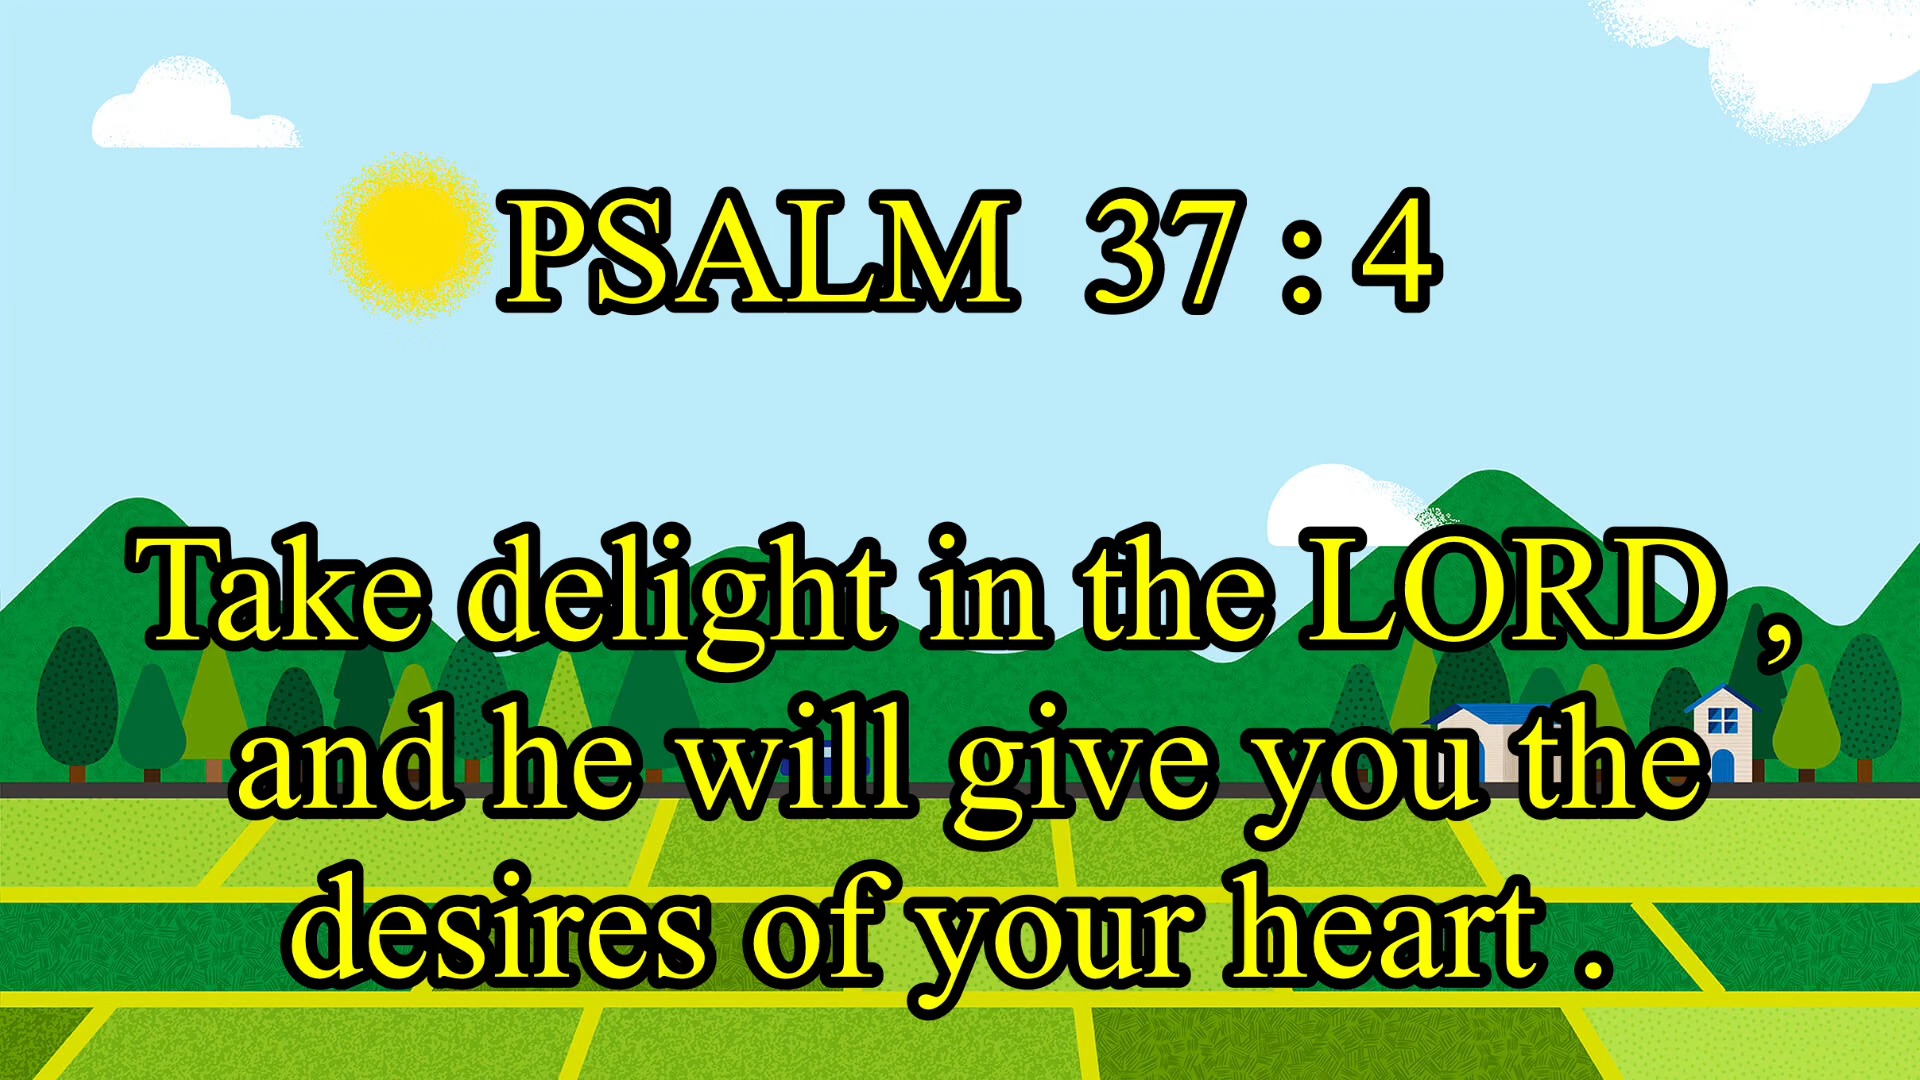 PSALM 37 : 4
Take delight in the LORD ,
and he will give you the
desires of your heart .